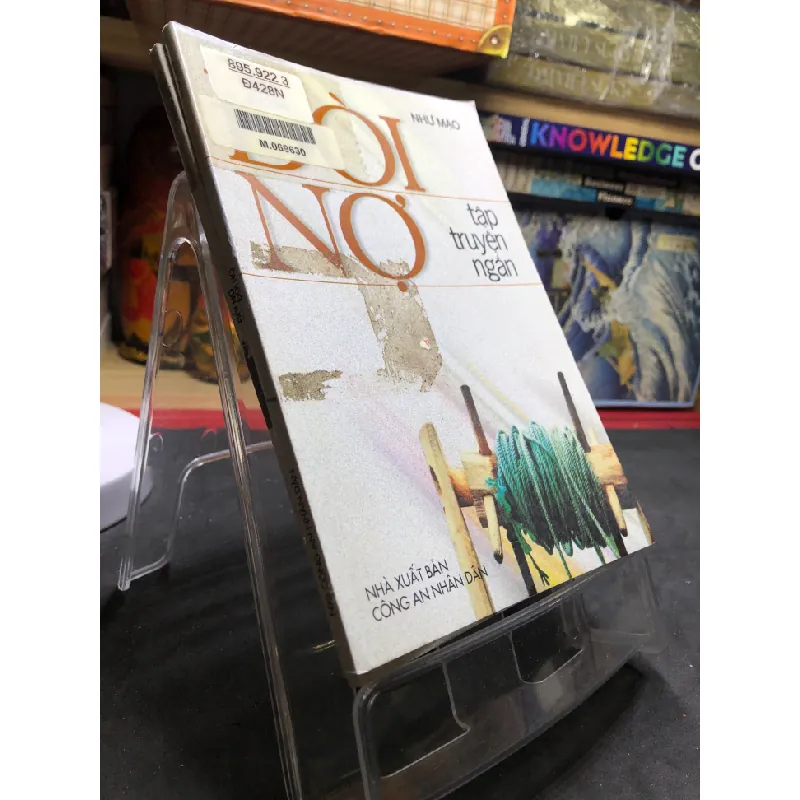 895.922 3
Đ428N
M.098630
NHƯ MAO
ĐÒI
NỢ
tập
truyện
ngắn
NHÀ XUẤT BẢN
CÔNG AN NHÂN DÂN
KNOWLEDGE